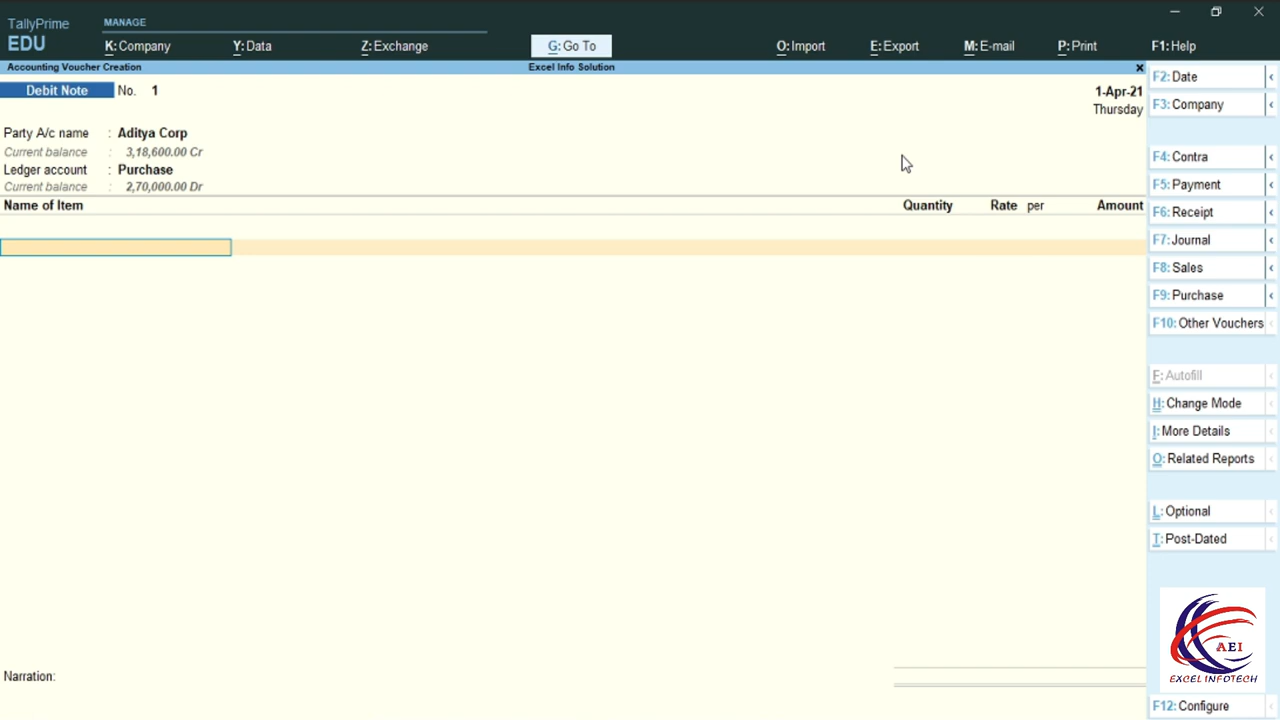 TallyPrime
MANAGE
EDU
K:Company
Y:Data
Z:Exchange
G:Go To
O:Import
E:Export
M:E-mail
P:Print
F1:Help
Accounting Voucher Creation
Excel Info Solution
Debit Note
No. 1
1-Apr-21
Thursday
Party A/c name : Aditya Corp
Current balance : 3,18,600.00 Cr
Ledger account : Purchase
Current balance : 2,70,000.00 Dr
Name of Item
Quantity
Rate per
Amount
Narration:
F2:Date
F3:Company
F4:Contra
F5:Payment
F6:Receipt
F7:Journal
F8:Sales
F9:Purchase
F10:Other Vouchers
F:Autofill
H:Change Mode
I:More Details
O:Related Reports
L:Optional
T:Post-Dated
AEI
EXCEL INFOTECH
F12:Configure